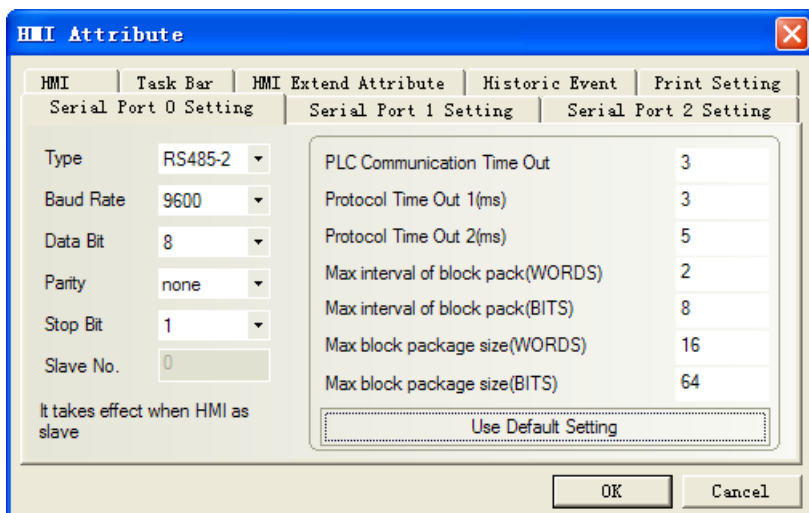 HMI Attribute
HMI
Task Bar
HMI Extend Attribute
Historic Event
Print Setting
Serial Port 0 Setting
Serial Port 1 Setting
Serial Port 2 Setting
Type
RS485-2
Baud Rate
9600
Data Bit
8
Parity
none
Stop Bit
1
Slave No.
0
It takes effect when HMI as
slave
PLC Communication Time Out
3
Protocol Time Out 1(ms)
3
Protocol Time Out 2(ms)
5
Max interval of block pack(WORDS)
2
Max interval of block pack(BITS)
8
Max block package size(WORDS)
16
Max block package size(BITS)
64
Use Default Setting
OK
Cancel